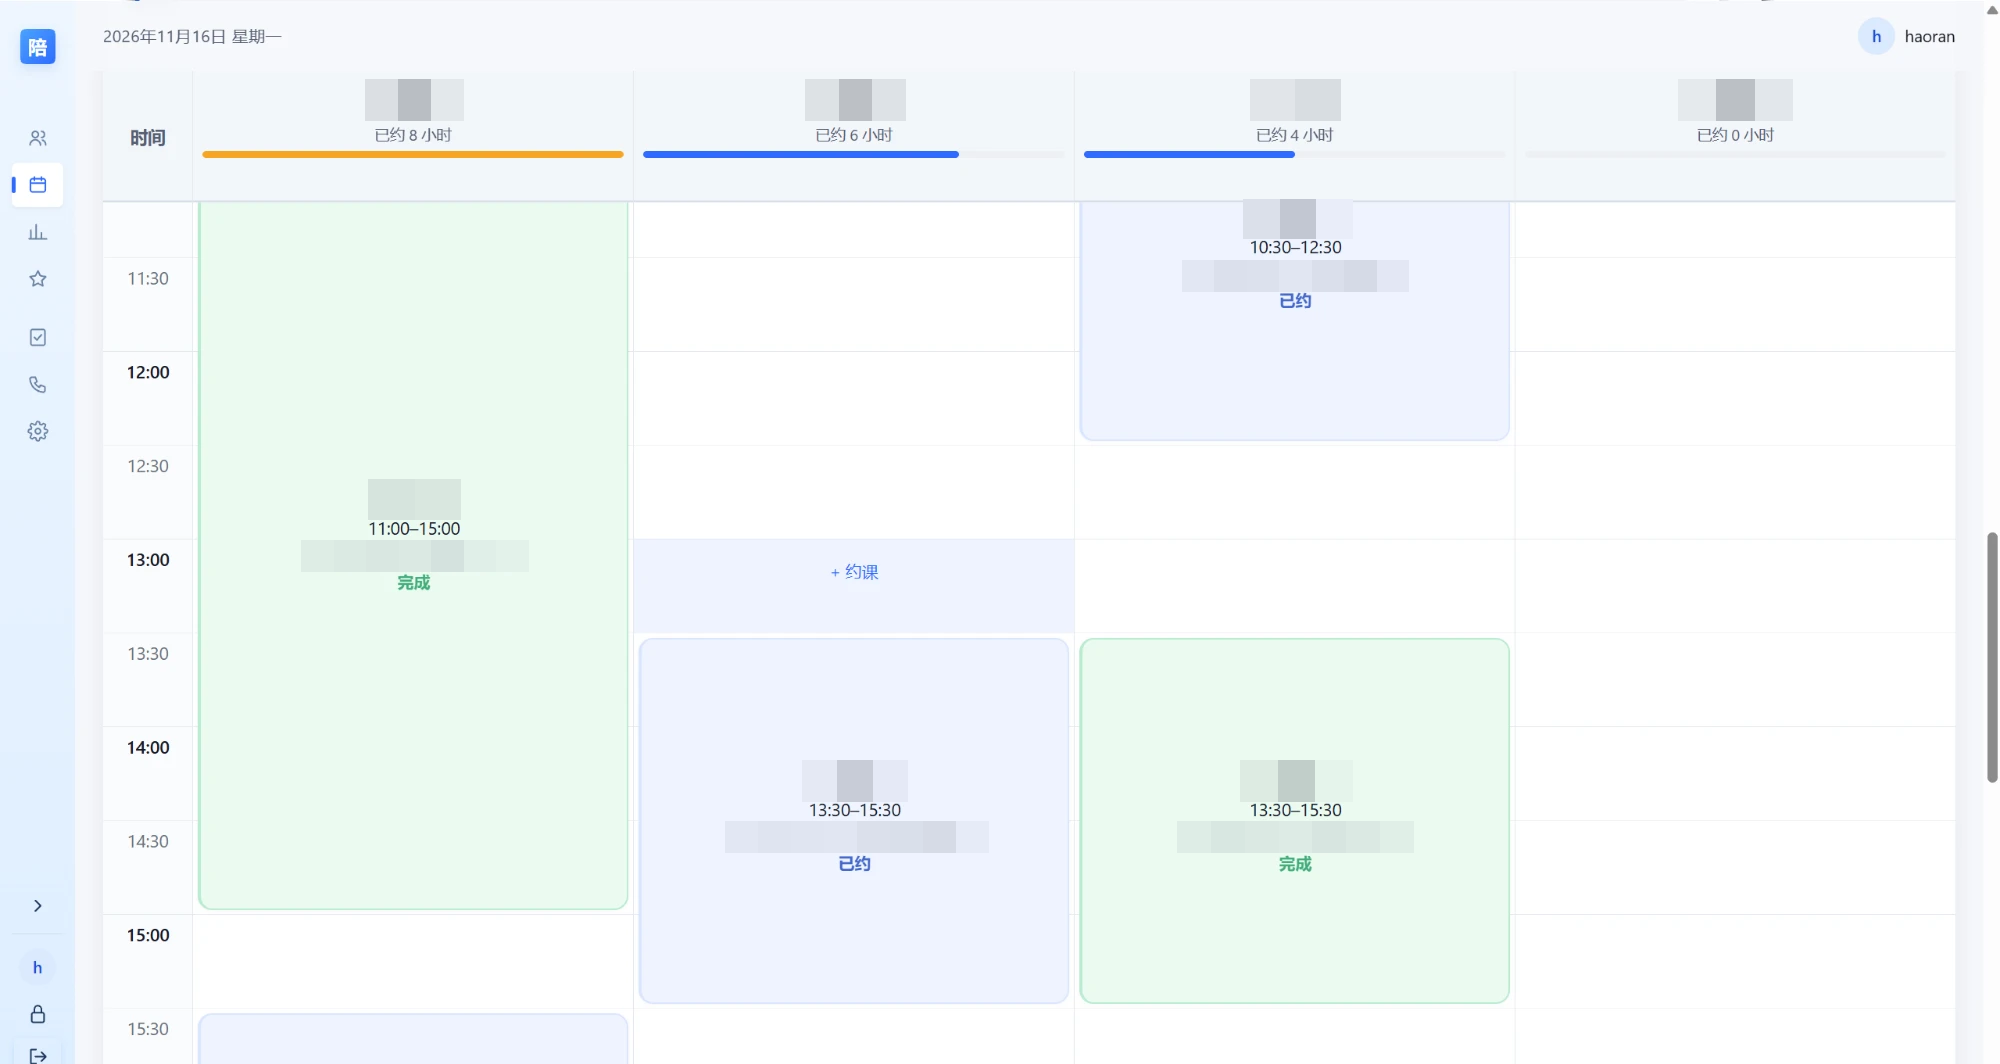 陪
2026年11月16日 星期一
h haoran
时间
已约 8 小时
已约 6 小时
已约 4 小时
已约 0 小时
10:30–12:30
已约
11:30
12:00
12:30
11:00–15:00
完成
13:00
+ 约课
13:30
14:00
13:30–15:30
已约
13:30–15:30
完成
14:30
15:00
h
15:30